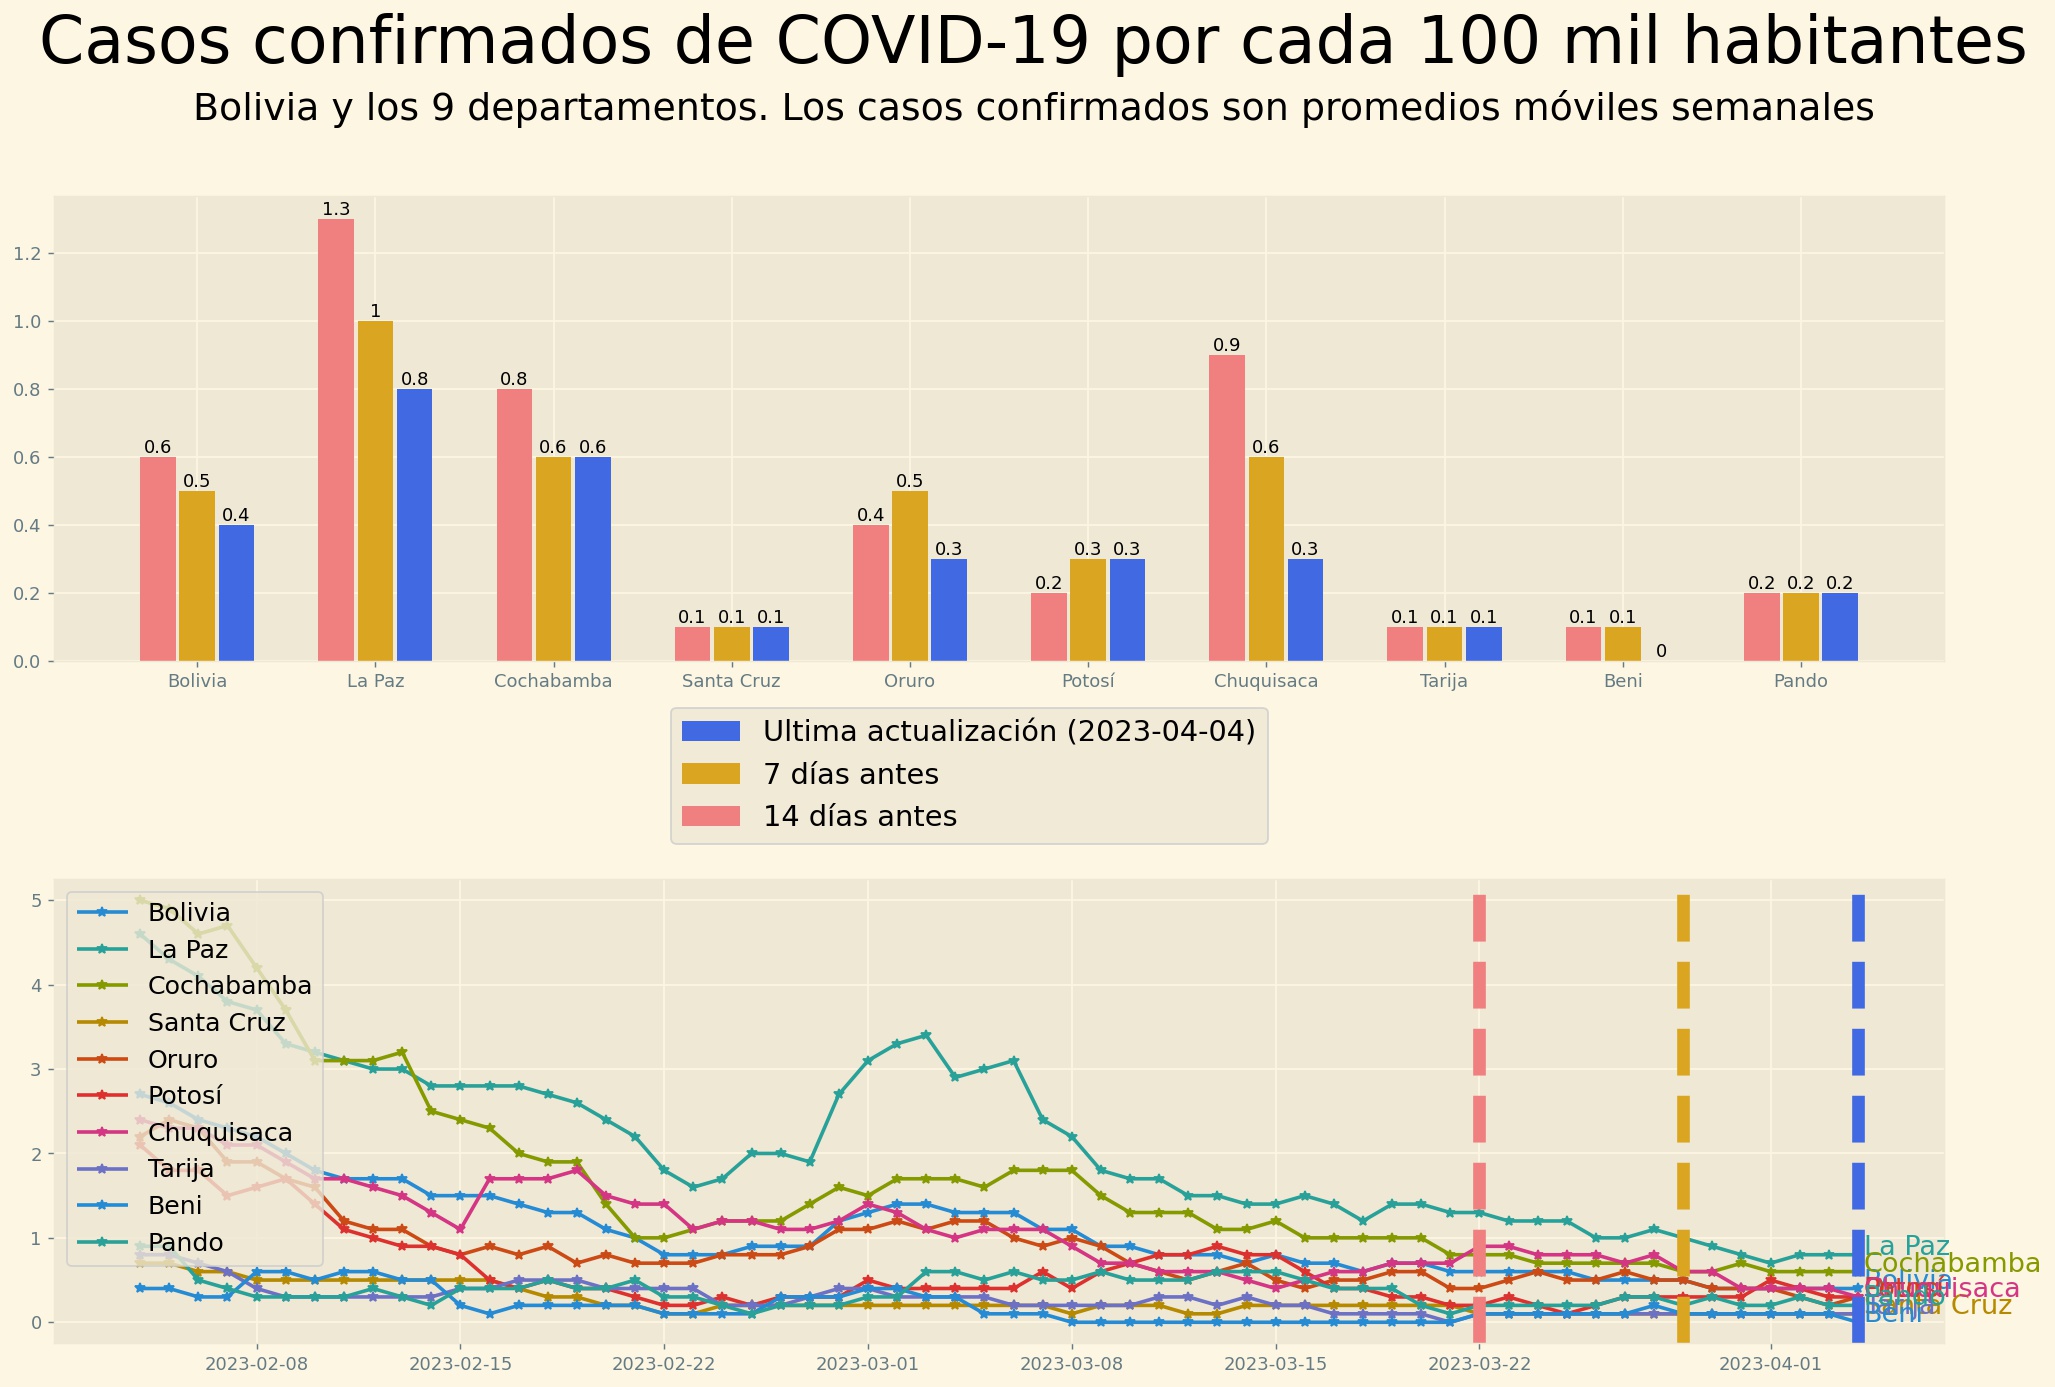 Casos confirmados de COVID-19 por cada 100 mil habitantes
Bolivia y los 9 departamentos. Los casos confirmados son promedios móviles semanales
1.3
1
0.9
0.8
0.8
0.6
0.6
0.6
0.6
0.5
0.5
0.4
0.4
0.3
0.3
0.3
0.3
0.2
0.2
0.2
0.2
0.1
0.1
0.1
0.1
0.1
0.1
0.1
0.1
0
1.2
1.0
0.8
0.6
0.4
0.2
0.0
Bolivia La Paz Cochabamba Santa Cruz Oruro Potosí Chuquisaca Tarija Beni Pando
Ultima actualización (2023-04-04)
7 días antes
14 días antes
5
4
3
2
1
0
Bolivia
La Paz
Cochabamba
Santa Cruz
Oruro
Potosí
Chuquisaca
Tarija
Beni
Pando
La Paz
Cochabamba
Bolivia
Chuquisaca
Santa Cruz
Beni
2023-02-08 2023-02-15 2023-02-22 2023-03-01 2023-03-08 2023-03-15 2023-03-22 2023-04-01